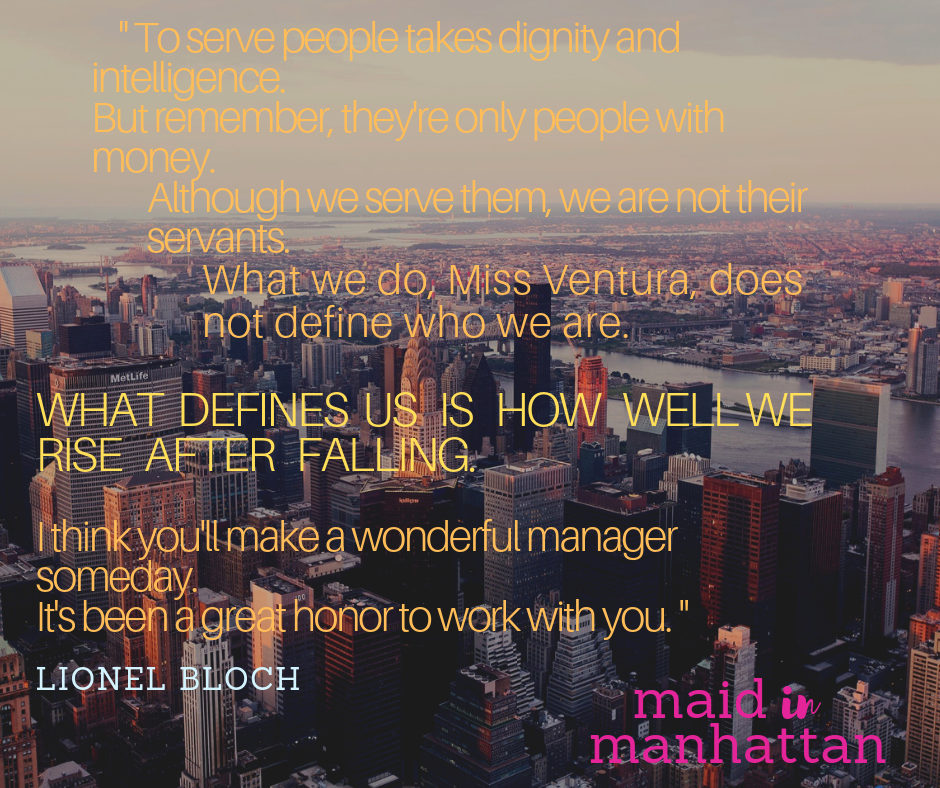 " To serve people takes dignity and
intelligence.
But remember, they're only people with
money.
Although we serve them, we are not their
servants.
What we do, Miss Ventura, does
not define who we are.
MetLife
WHAT DEFINES US IS HOW WELL WE
RISE AFTER FALLING.
I think you'll make a wonderful manager
someday.
It's been a great honor to work with you. "
LIONEL BLOCH
maid in
manhattan